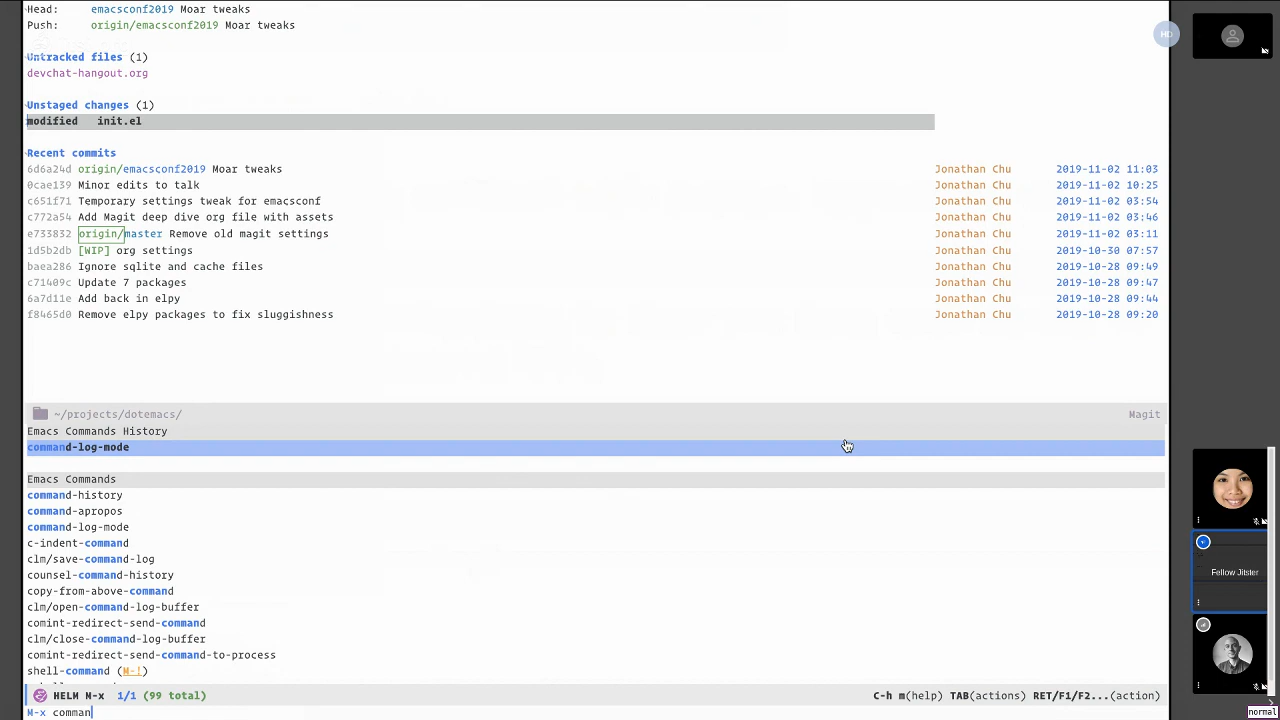 Head:     emacsconf2019 Moar tweaks
Push:     origin/emacsconf2019 Moar tweaks
HD
Untracked files (1)
devchat-hangout.org
Unstaged changes (1)
modified   init.el
Recent commits
6d6a24d origin/emacsconf2019 Moar tweaks Jonathan Chu 2019-11-02 11:03
0cae139 Minor edits to talk Jonathan Chu 2019-11-02 10:25
c651f71 Temporary settings tweak for emacsconf Jonathan Chu 2019-11-02 03:54
c772a54 Add Magit deep dive org file with assets Jonathan Chu 2019-11-02 03:46
e733832 origin/master Remove old magit settings Jonathan Chu 2019-11-02 03:11
1d5b2db [WIP] org settings Jonathan Chu 2019-10-30 07:57
baea286 Ignore sqlite and cache files Jonathan Chu 2019-10-28 09:49
c71409c Update 7 packages Jonathan Chu 2019-10-28 09:47
6a7d11e Add back in elpy Jonathan Chu 2019-10-28 09:44
f8465d0 Remove elpy packages to fix sluggishness Jonathan Chu 2019-10-28 09:20
~/projects/dotemacs/ Magit
Emacs Commands History
command-log-mode
Emacs Commands
command-history
command-apropos
command-log-mode
c-indent-command
clm/save-command-log
counsel-command-history
copy-from-above-command
clm/open-command-log-buffer
comint-redirect-send-command
clm/close-command-log-buffer
comint-redirect-send-command-to-process
shell-command (M-!)
HELM M-x 1/1 (99 total) C-h m(help) TAB(actions) RET/F1/F2...(action)
M-x comman
Fellow Jitster
normal